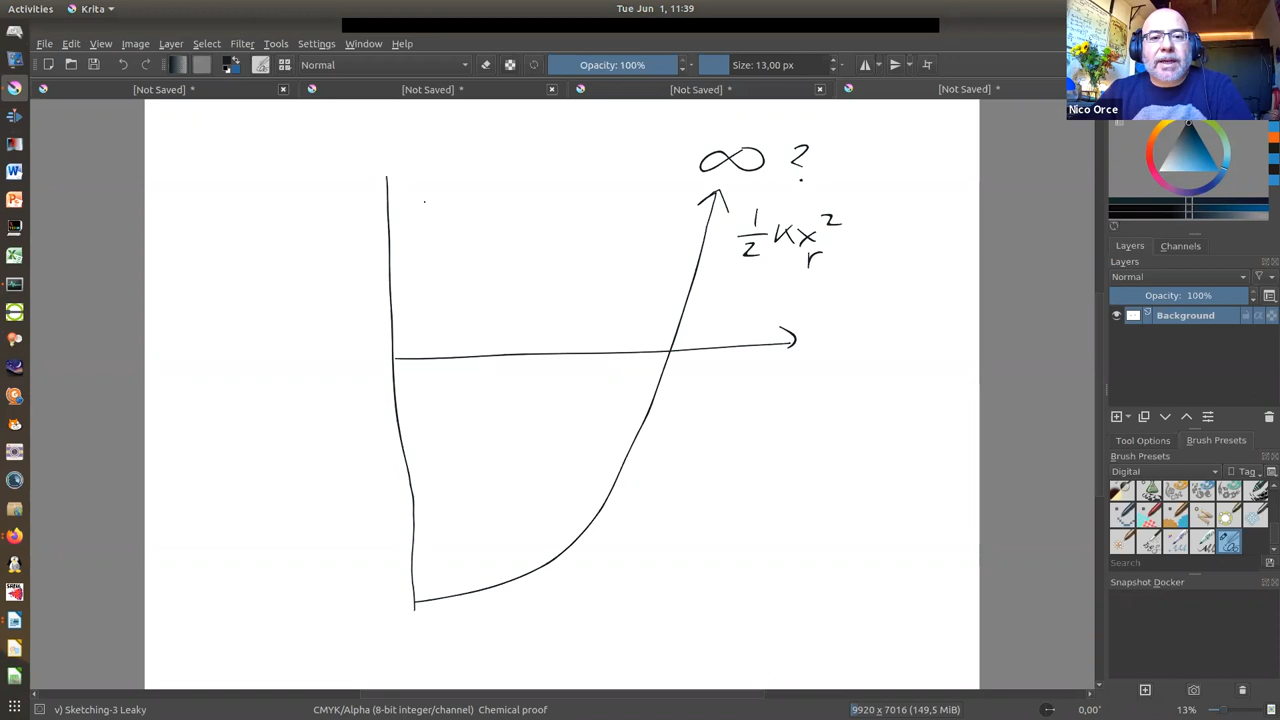 Activities
Krita
Tue Jun 1, 11:39
File Edit View Image Layer Select Filter Tools Settings Window Help
Normal
Opacity: 100%
Size: 13,00 px
[Not Saved] *
[Not Saved] *
[Not Saved] *
[Not Saved] *
Nico Orce
∞ ?
1/2 Kx²
r
Layers Channels
Layers
Normal
Opacity: 100%
Background
Tool Options Brush Presets
Brush Presets
Digital
Tag
Search
Snapshot Docker
v) Sketching-3 Leaky
CMYK/Alpha (8-bit integer/channel) Chemical proof
9920 x 7016 (149,5 MiB)
13%
0,00°